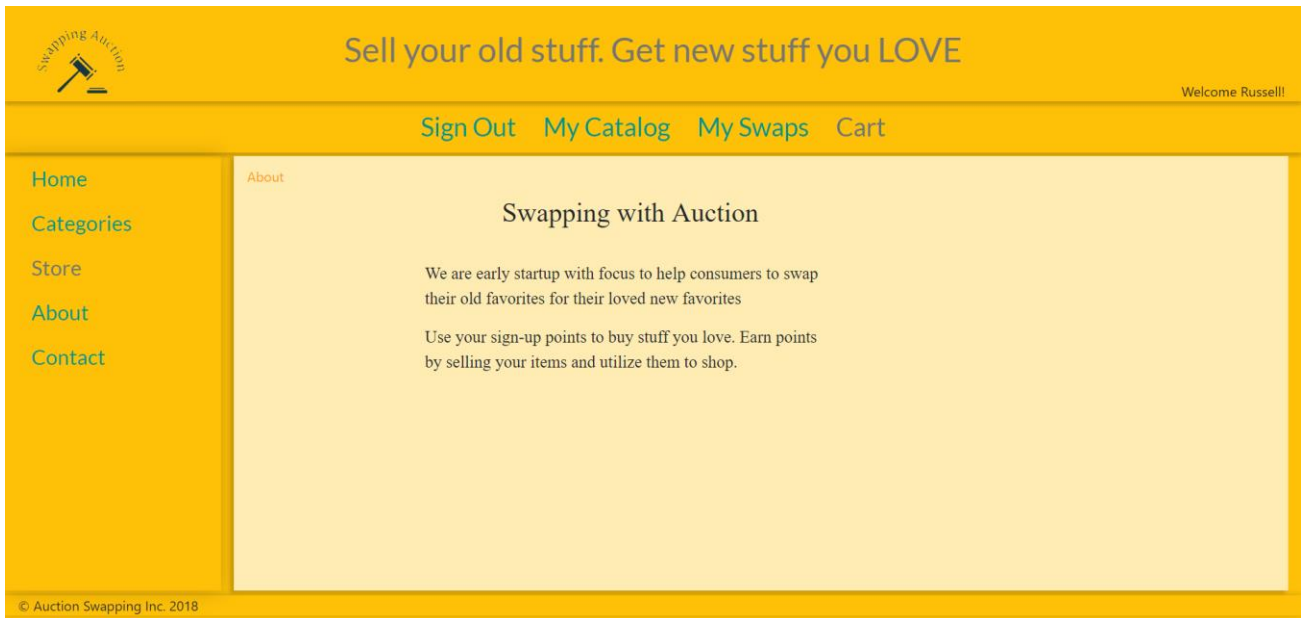 Swapping Auction
Sell your old stuff. Get new stuff you LOVE
Welcome Russell!
Sign Out My Catalog My Swaps Cart
Home
Categories
Store
About
Contact
About
Swapping with Auction
We are early startup with focus to help consumers to swap
their old favorites for their loved new favorites
Use your sign-up points to buy stuff you love. Earn points
by selling your items and utilize them to shop.
© Auction Swapping Inc. 2018